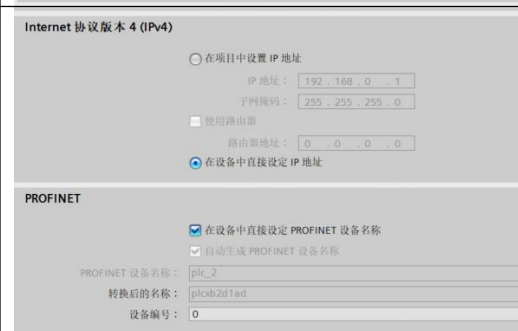 Internet 协议版本 4 (IPv4)
在项目中设置 IP 地址
IP 地址： 192 . 168 . 0 . 1
子网掩码： 255 . 255 . 255 . 0
使用路由器
路由器地址： 0 . 0 . 0 . 0
在设备中直接设定 IP 地址
PROFINET
在设备中直接设定 PROFINET 设备名称
自动生成 PROFINET 设备名称
PROFINET 设备名称： plc_2
转换后的名称： plcxb2d1ad
设备编号： 0